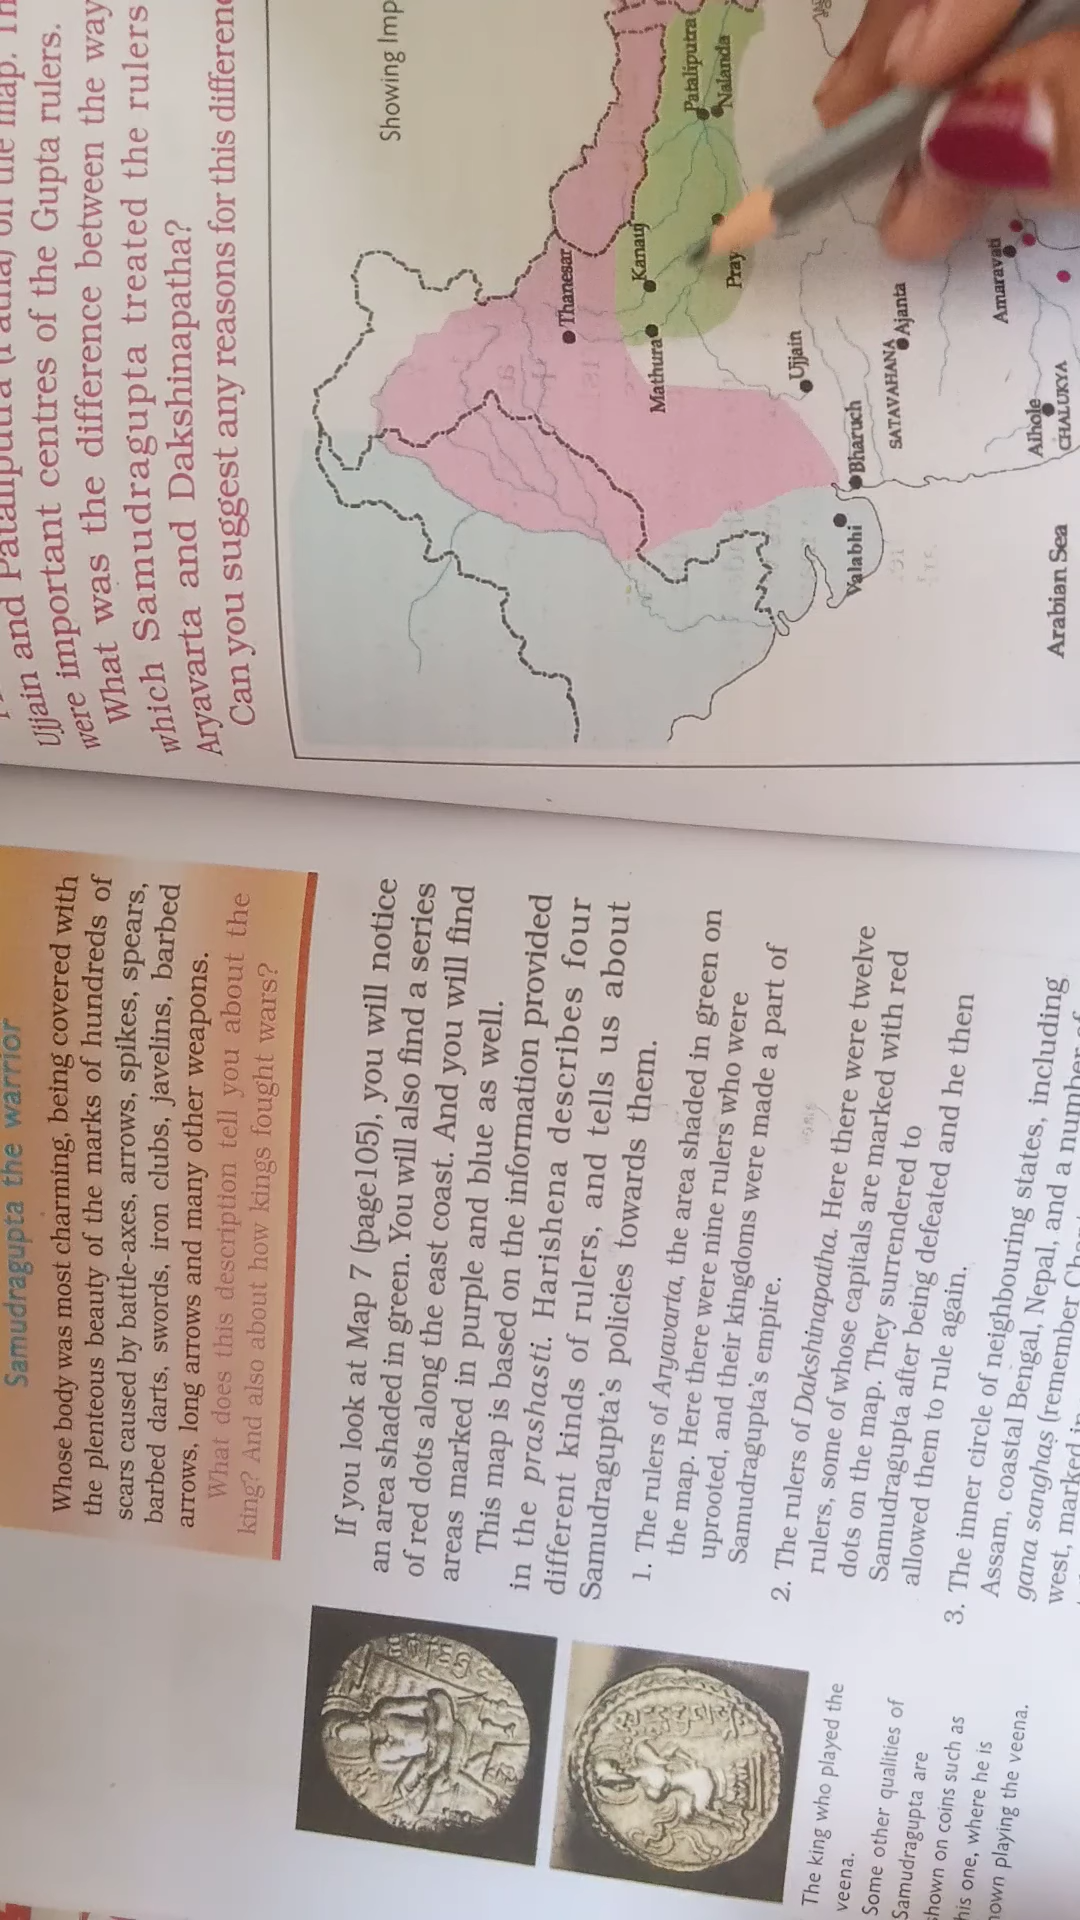 Samudragupta the warrior
Whose body was most charming, being covered with
the plenteous beauty of the marks of hundreds of
scars caused by battle-axes, arrows, spikes, spears,
barbed darts, swords, iron clubs, javelins, barbed
arrows, long arrows and many other weapons.
What does this description tell you about the
king? And also about how kings fought wars?
If you look at Map 7 (page105), you will notice
an area shaded in green. You will also find a series
of red dots along the east coast. And you will find
areas marked in purple and blue as well.
This map is based on the information provided
in the prashasti. Harishena describes four
different kinds of rulers, and tells us about
Samudragupta's policies towards them.
1. The rulers of Aryavarta, the area shaded in green on
the map. Here there were nine rulers who were
uprooted, and their kingdoms were made a part of
Samudragupta's empire.
2. The rulers of Dakshinapatha. Here there were twelve
rulers, some of whose capitals are marked with red
dots on the map. They surrendered to
Samudragupta after being defeated and he then
allowed them to rule again.
3. The inner circle of neighbouring states, including
Assam, coastal Bengal, Nepal, and a number of
gana sanghas (remember
west, marked
The king who played the
veena.
Some other qualities of
Samudragupta are
shown on coins such as
this one, where he is
shown playing the veena.
on the map.
Ujjain and Pataliputra
were important centres of the Gupta rulers.
What was the difference between the way
which Samudragupta treated the rulers
Aryavarta and Dakshinapatha?
Can you suggest any reasons for this differenc
Showing Imp
Thanesar
Kanauj
Pataliputra
Nalanda
Mathura
Pray
Ujjain
Bharuch
Valabhi
SATAVAHANA
Ajanta
Amaravati
Aihole
CHALUKYA
Arabian Sea